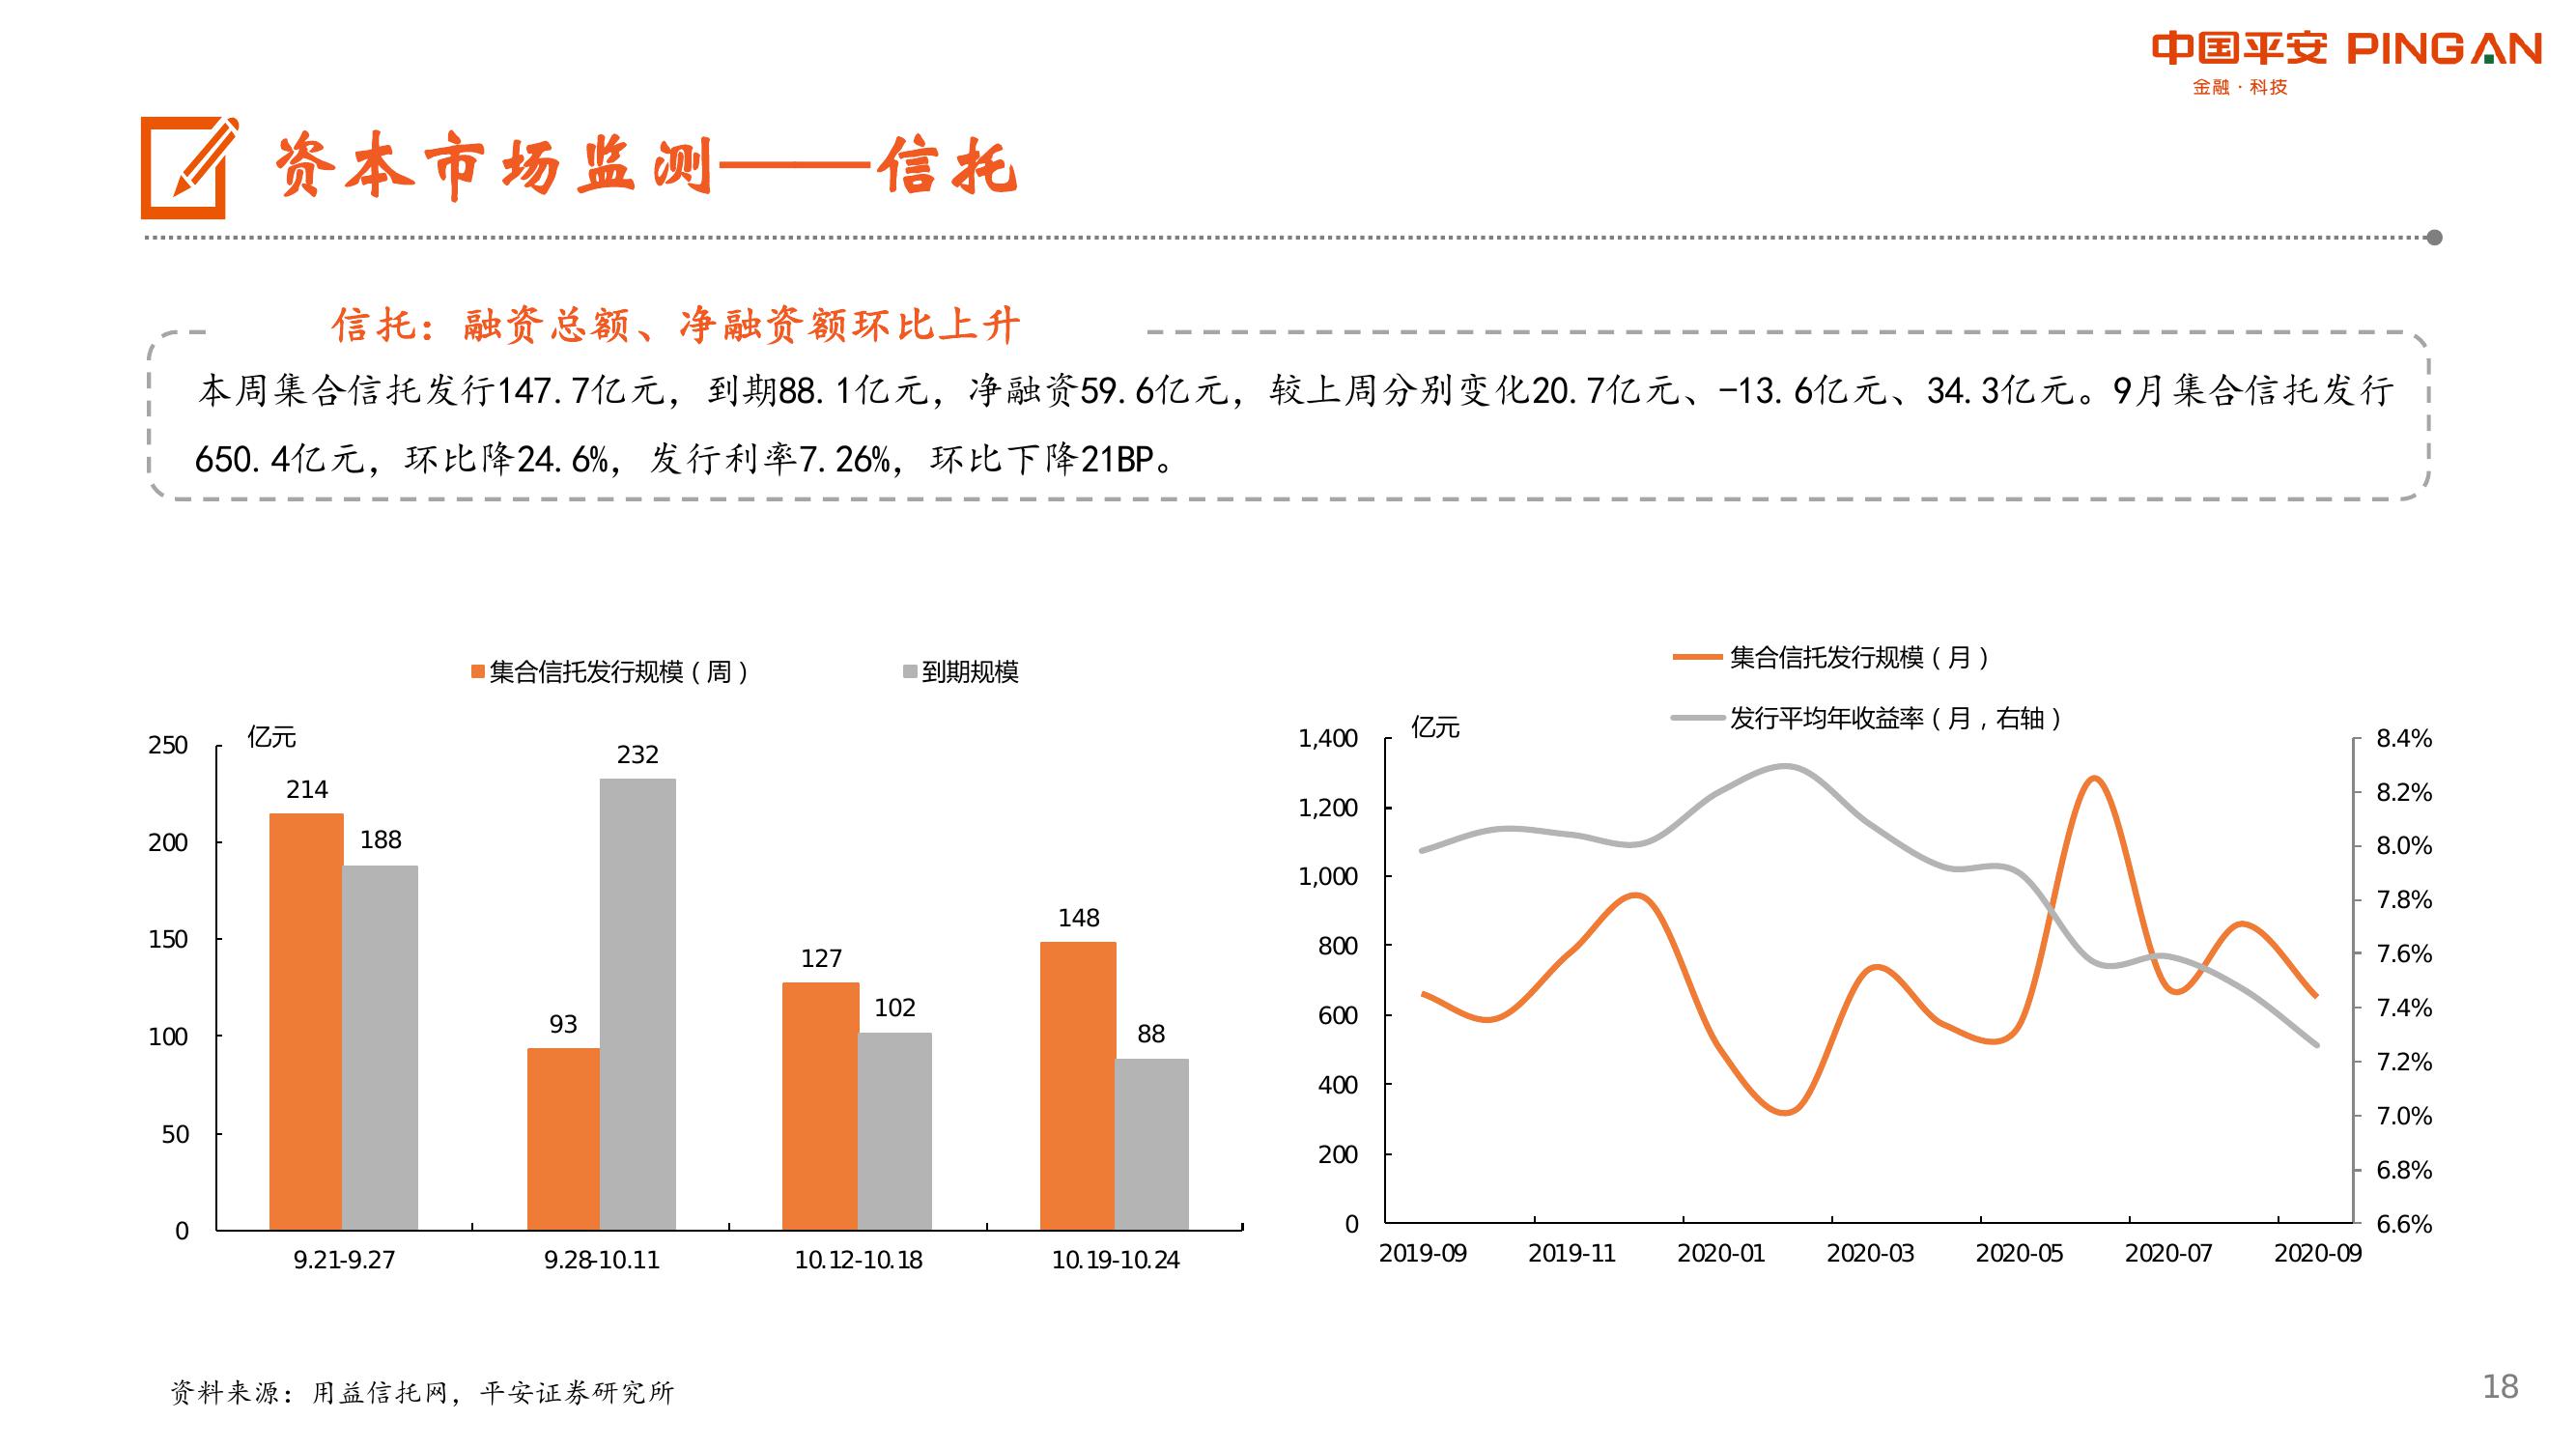 中国平安 PINGAN
金融·科技
资本市场监测——信托
信托：融资总额、净融资额环比上升
本周集合信托发行147.7亿元，到期88.1亿元，净融资59.6亿元，较上周分别变化20.7亿元、-13.6亿元、34.3亿元。9月集合信托发行
650.4亿元，环比降24.6%，发行利率7.26%，环比下降21BP。
集合信托发行规模（周） 到期规模
亿元
250
200
150
100
50
0
214
188
93
232
127
102
148
88
9.21-9.27 9.28-10.11 10.12-10.18 10.19-10.24
集合信托发行规模（月）
发行平均年收益率（月，右轴）
亿元
1,400
1,200
1,000
800
600
400
200
0
8.4%
8.2%
8.0%
7.8%
7.6%
7.4%
7.2%
7.0%
6.8%
6.6%
2019-09 2019-11 2020-01 2020-03 2020-05 2020-07 2020-09
资料来源：用益信托网，平安证券研究所
18